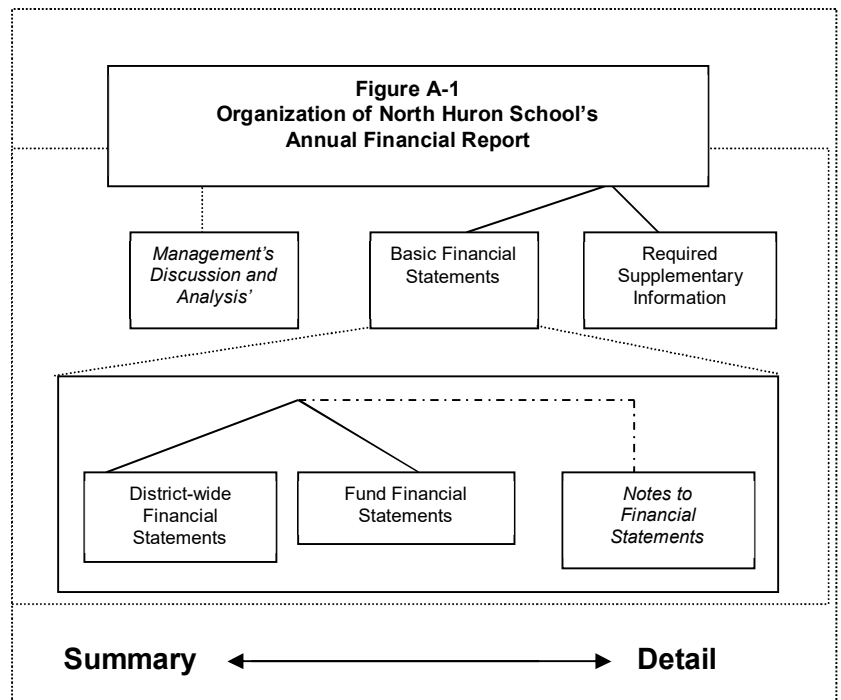 Figure A-1
Organization of North Huron School's
Annual Financial Report
Management's
Discussion and
Analysis'
Basic Financial
Statements
Required
Supplementary
Information
District-wide
Financial
Statements
Fund Financial
Statements
Notes to
Financial
Statements
Summary
Detail